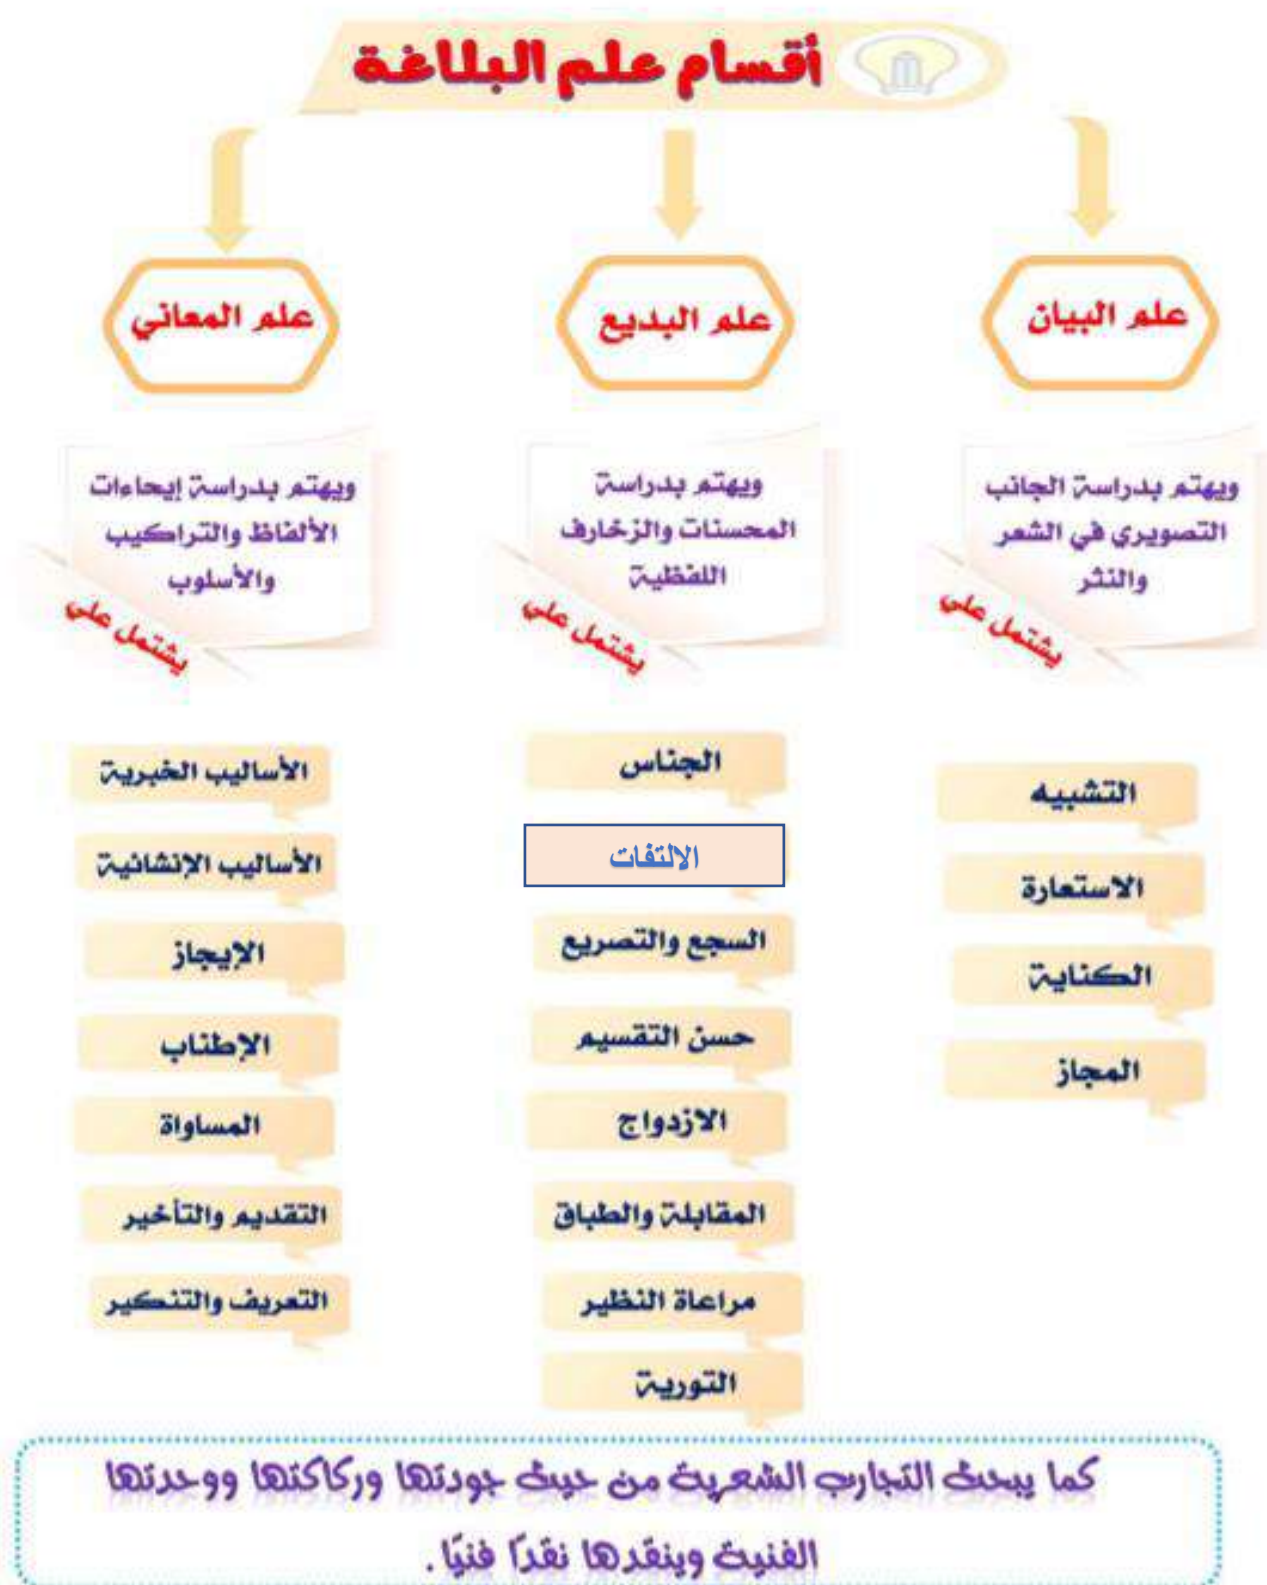 أقسام علم البلاغة
علم البيان
ويهتم بدراسة الجانب
التصويري في الشعر
والنثر
يشتمل علي
التشبيه
الاستعارة
الكناية
المجاز
علم البديع
ويهتم بدراسة
المحسنات والزخارف
اللفظية
يشتمل علي
الجناس
الالتفات
السجع والتصريع
حسن التقسيم
الازدواج
المقابلة والطباق
مراعاة النظير
التورية
علم المعاني
ويهتم بدراسة إيحاءات
الألفاظ والتراكيب
والأسلوب
يشتمل علي
الأساليب الخبرية
الأساليب الإنشائية
الإيجاز
الإطناب
المساواة
التقديم والتأخير
التعريف والتنكير
كما يبحث التجارب الشعرية من حيث جودتها وركاكتها ووحدتها
الفنية وينقدها نقدًا فنيًا .